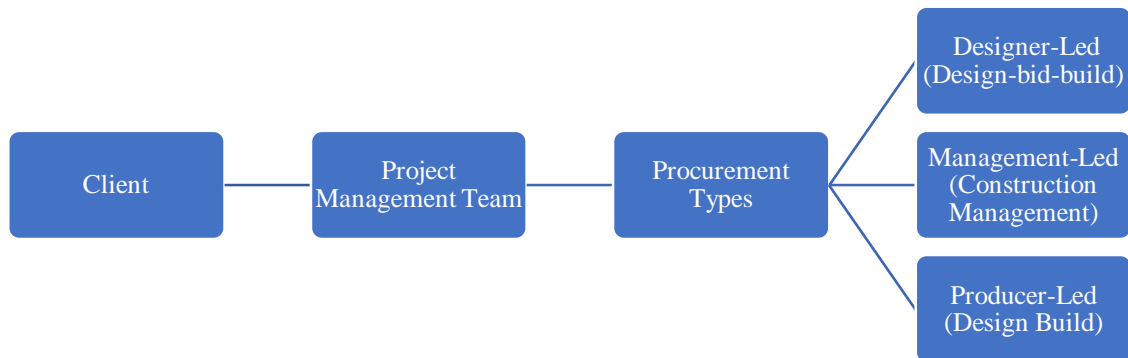 Client
Project
Management Team
Procurement
Types
Designer-Led
(Design-bid-build)
Management-Led
(Construction
Management)
Producer-Led
(Design Build)